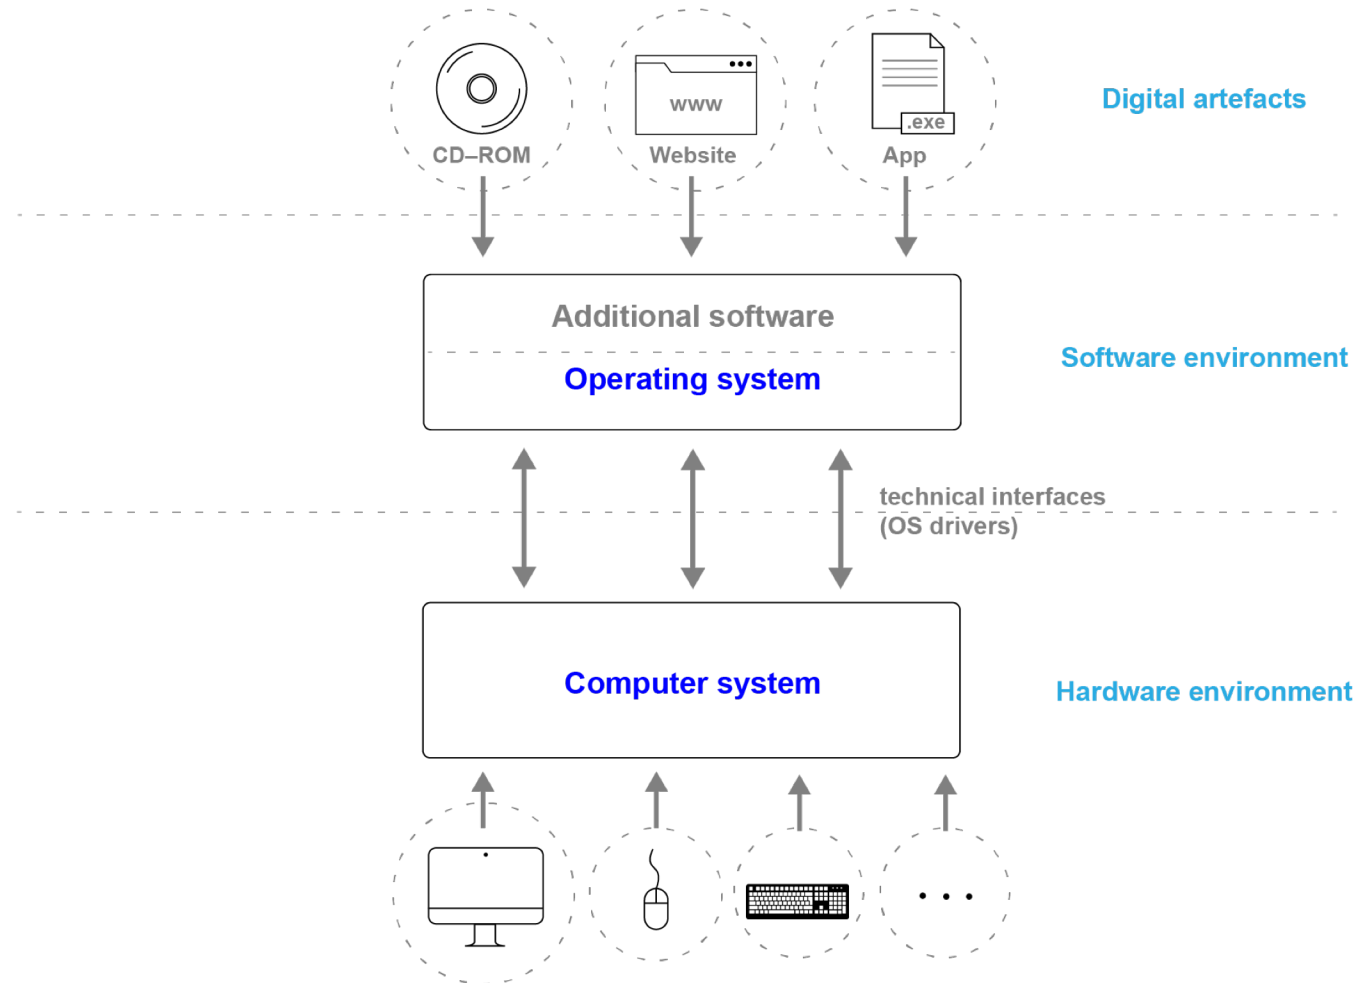 www
.exe
CD–ROM
Website
App
Digital artefacts
Additional software
Operating system
Software environment
technical interfaces
(OS drivers)
Computer system
Hardware environment